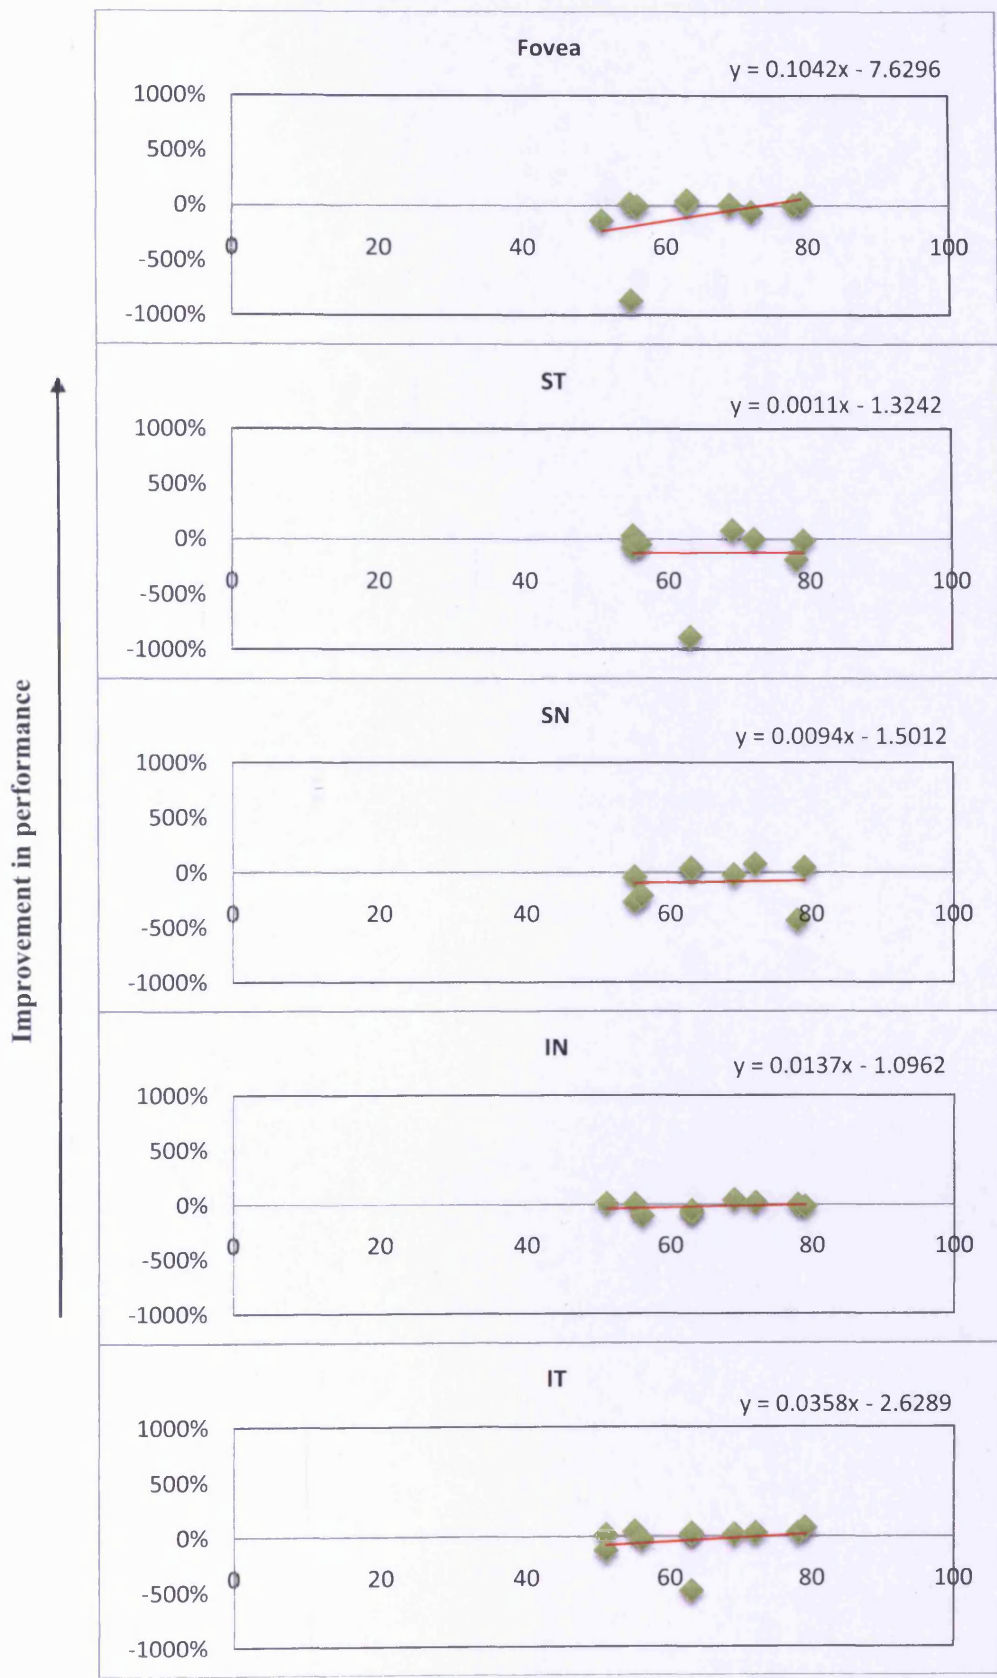 Fovea
y = 0.1042x - 7.6296
1000%
500%
0%
0 20 40 60 80 100
-500%
-1000%
ST
y = 0.0011x - 1.3242
1000%
500%
0%
0 20 40 60 80 100
-500%
-1000%
SN
y = 0.0094x - 1.5012
1000%
500%
0%
0 20 40 60 80 100
-500%
-1000%
IN
y = 0.0137x - 1.0962
1000%
500%
0%
0 20 40 60 80 100
-500%
-1000%
IT
y = 0.0358x - 2.6289
1000%
500%
0%
0 20 40 60 80 100
-500%
-1000%
Improvement in performance